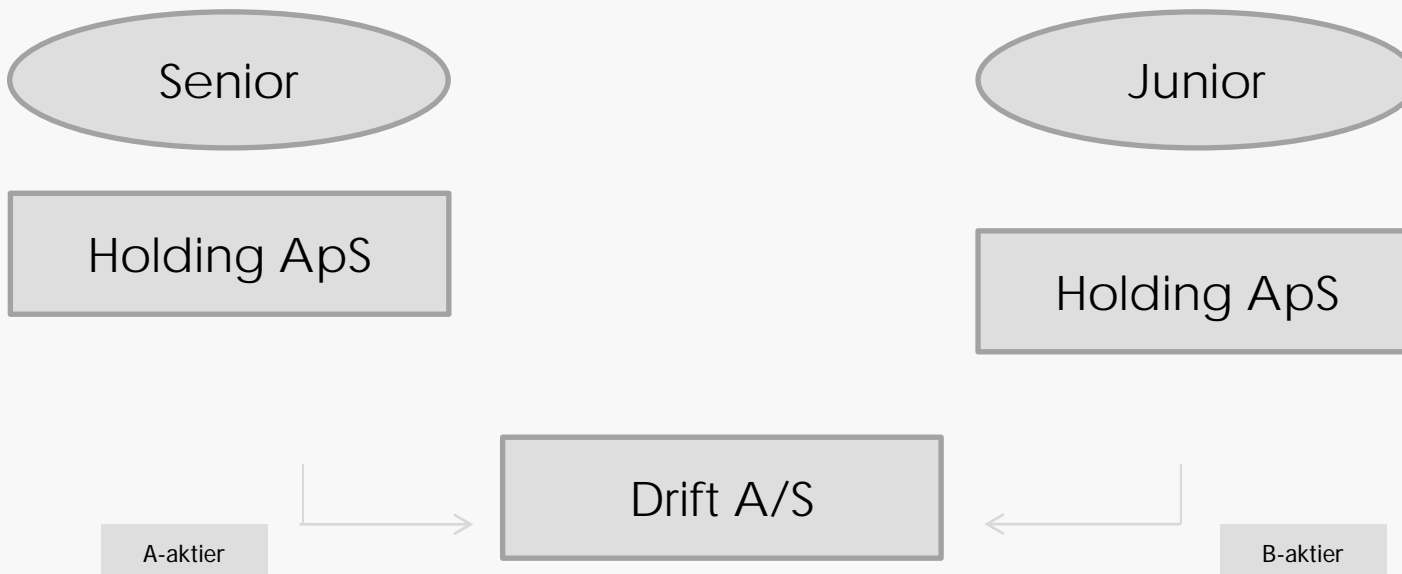 Senior
Junior
Holding ApS
Holding ApS
Drift A/S
A-aktier
B-aktier